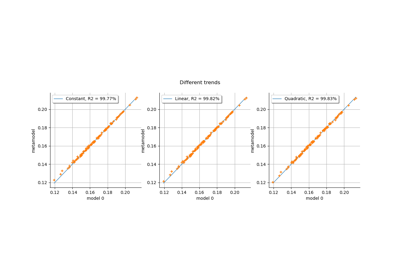 Different trends
Constant, R2 = 99.77%
Linear, R2 = 99.82%
Quadratic, R2 = 99.83%
metamodel
0.20
0.18
0.16
0.14
0.12
0.12 0.14 0.16 0.18 0.20
model 0
metamodel
0.20
0.18
0.16
0.14
0.12
0.12 0.14 0.16 0.18 0.20
model 0
metamodel
0.20
0.18
0.16
0.14
0.12
0.12 0.14 0.16 0.18 0.20
model 0